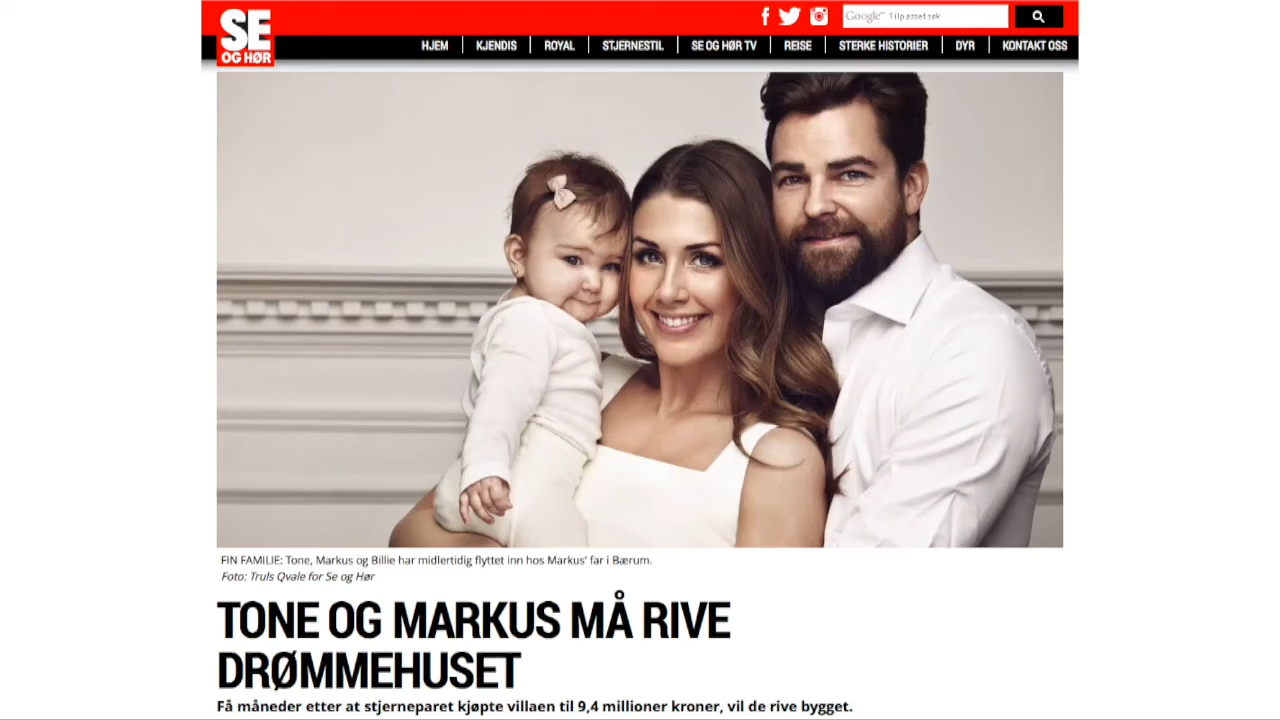 SE
OG HØR
Google™ Tilpasset søk
HJEM KJENDIS ROYAL STJERNESTIL SE OG HØR TV REISE STERKE HISTORIER DYR KONTAKT OSS
FIN FAMILIE: Tone, Markus og Billie har midlertidig flyttet inn hos Markus' far i Bærum.
Foto: Truls Qvale for Se og Hør
TONE OG MARKUS MÅ RIVE
DRØMMEHUSET
Få måneder etter at stjerneparet kjøpte villaen til 9,4 millioner kroner, vil de rive bygget.